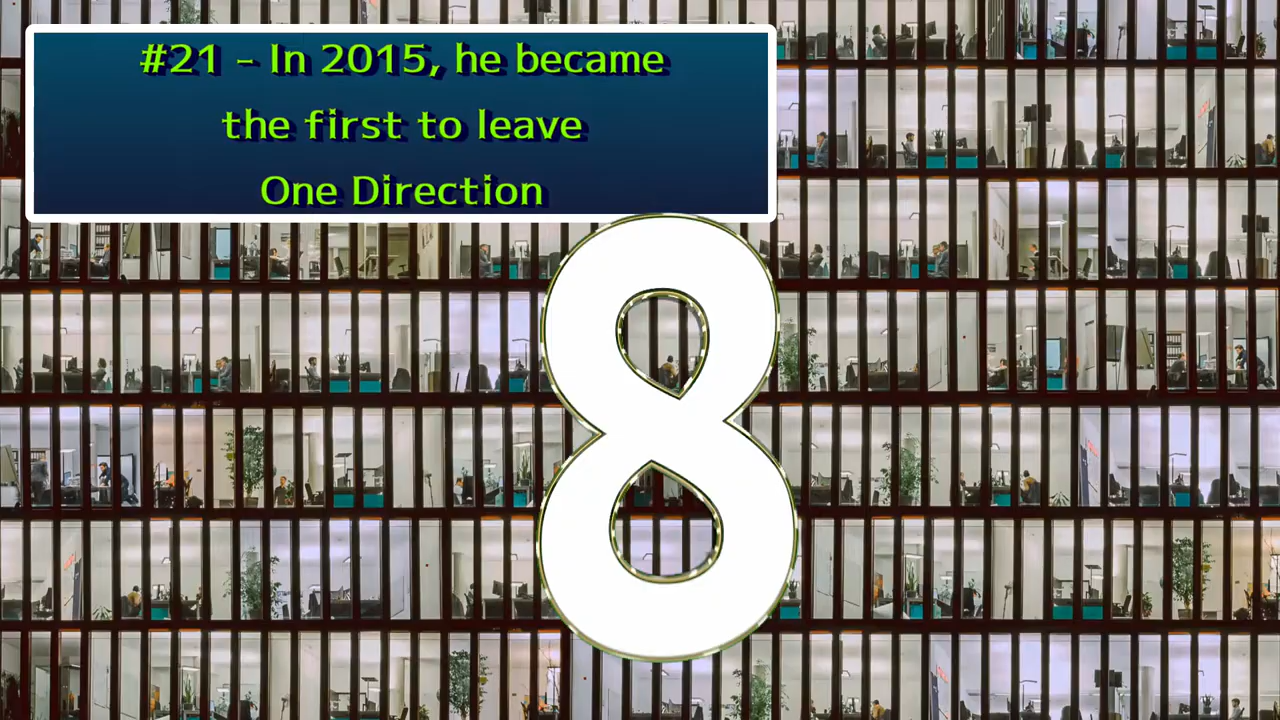 #21 - In 2015, he became
the first to leave
One Direction
8